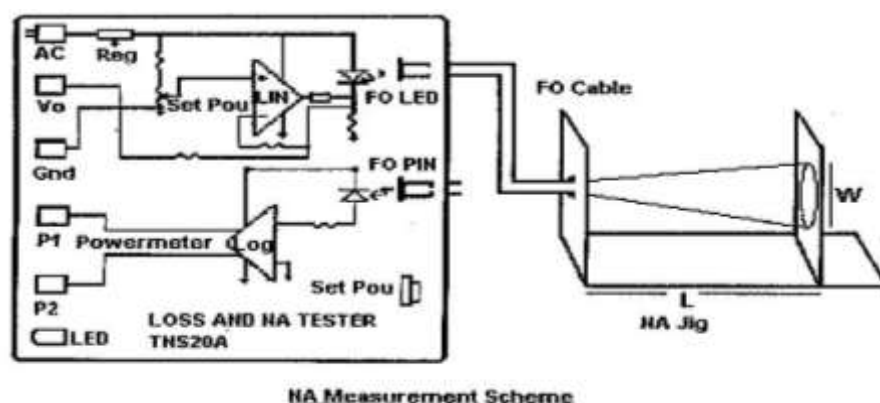 AC
Reg
Vo
Set Pou
LIN
FO LED
Gnd
FO PIN
P1
Powermeter
Log
P2
Set Pou
LED
LOSS AND NA TESTER
TNS20A
FO Cable
W
L
NA Jig
NA Measurement Scheme